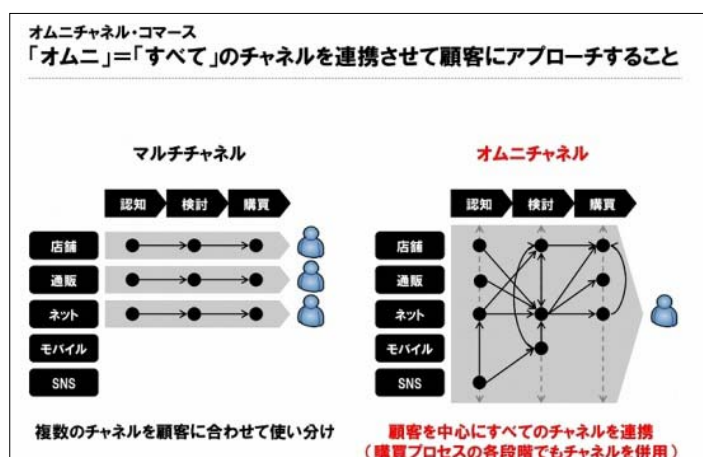 オムニチャネル・コマース
「オムニ」＝「すべて」のチャネルを連携させて顧客にアプローチすること
マルチチャネル
認知 検討 購買
店舗
通販
ネット
モバイル
SNS
複数のチャネルを顧客に合わせて使い分け
オムニチャネル
認知 検討 購買
店舗
通販
ネット
モバイル
SNS
顧客を中心にすべてのチャネルを連携
（購買プロセスの各段階でもチャネルを併用）